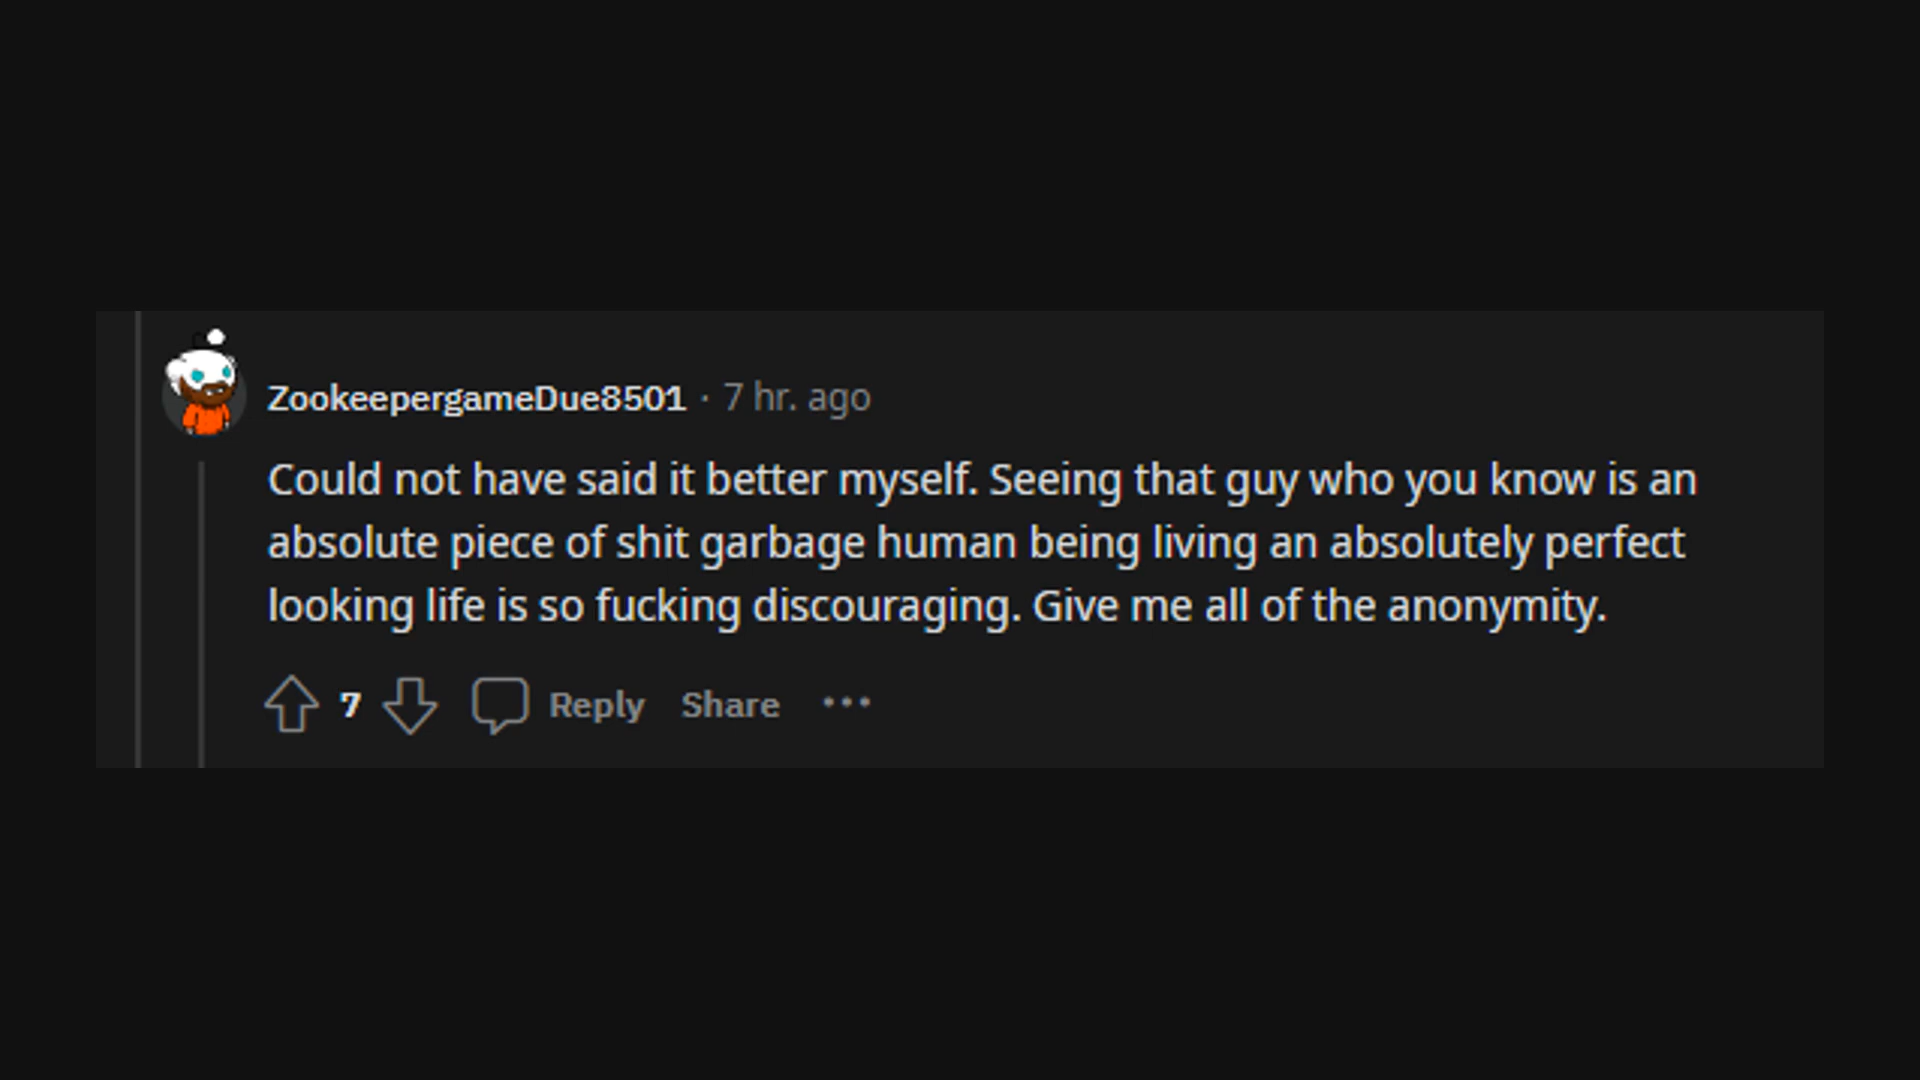 ZookeepergameDue8501 · 7 hr. ago
Could not have said it better myself. Seeing that guy who you know is an
absolute piece of shit garbage human being living an absolutely perfect
looking life is so fucking discouraging. Give me all of the anonymity.
7 Reply Share ···